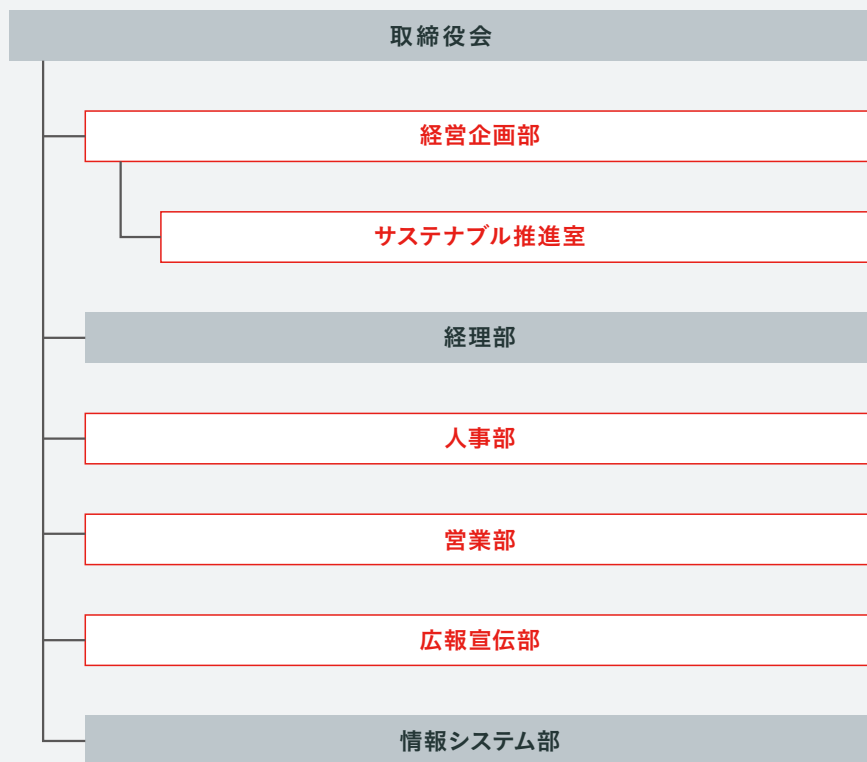 取締役会
経営企画部
サステナブル推進室
経理部
人事部
営業部
広報宣伝部
情報システム部